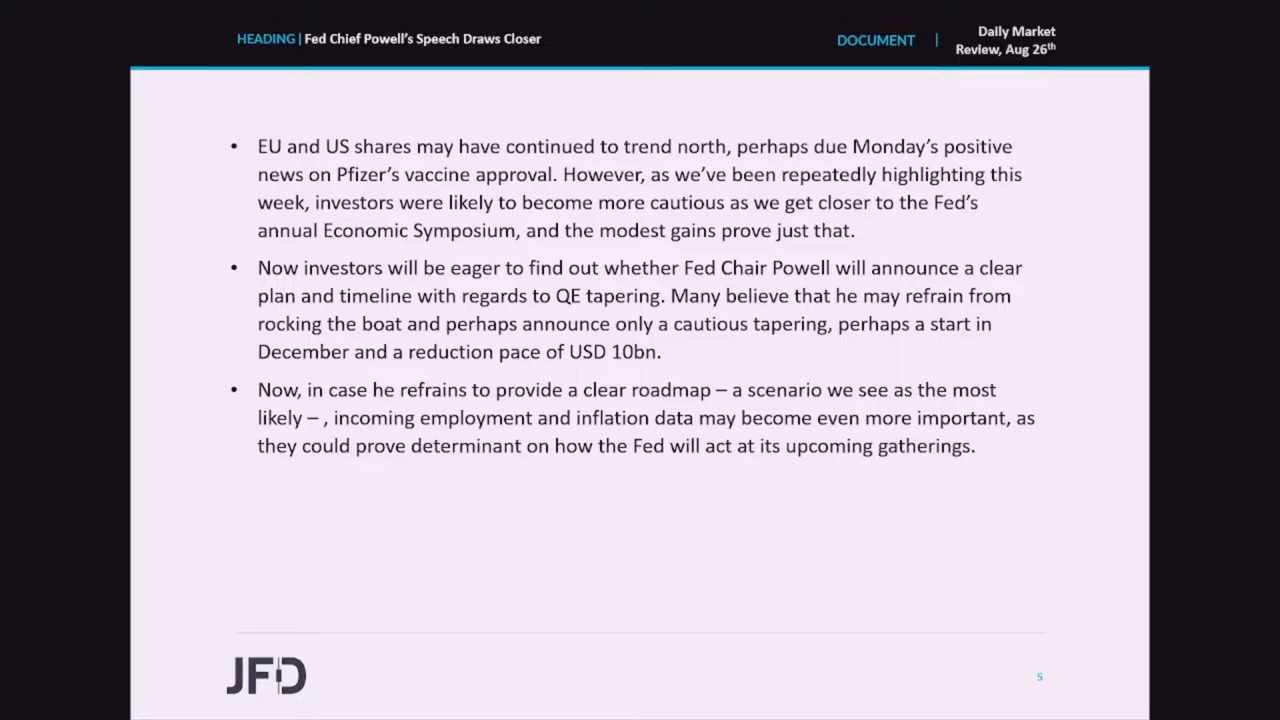 HEADING | Fed Chief Powell's Speech Draws Closer
DOCUMENT | Daily Market
Review, Aug 26th
• EU and US shares may have continued to trend north, perhaps due Monday's positive
news on Pfizer's vaccine approval. However, as we've been repeatedly highlighting this
week, investors were likely to become more cautious as we get closer to the Fed's
annual Economic Symposium, and the modest gains prove just that.
• Now investors will be eager to find out whether Fed Chair Powell will announce a clear
plan and timeline with regards to QE tapering. Many believe that he may refrain from
rocking the boat and perhaps announce only a cautious tapering, perhaps a start in
December and a reduction pace of USD 10bn.
• Now, in case he refrains to provide a clear roadmap – a scenario we see as the most
likely – , incoming employment and inflation data may become even more important, as
they could prove determinant on how the Fed will act at its upcoming gatherings.
JFD
5